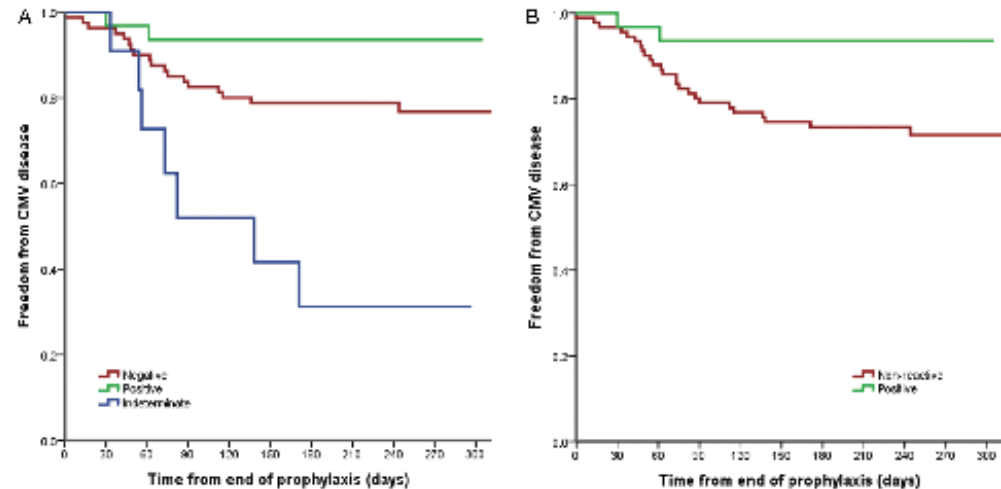 A
Freedom from CMV disease
1.0
0.8
0.6
0.4
0.2
0.0
Negative
Positive
Indeterminate
0 30 60 90 120 150 180 210 240 270 300
Time from end of prophylaxis (days)
B
Freedom from CMV disease
1.0
0.8
0.6
0.4
0.2
0.0
Non-reactive
Positive
0 30 60 90 120 150 180 210 240 270 300
Time from end of prophylaxis (days)